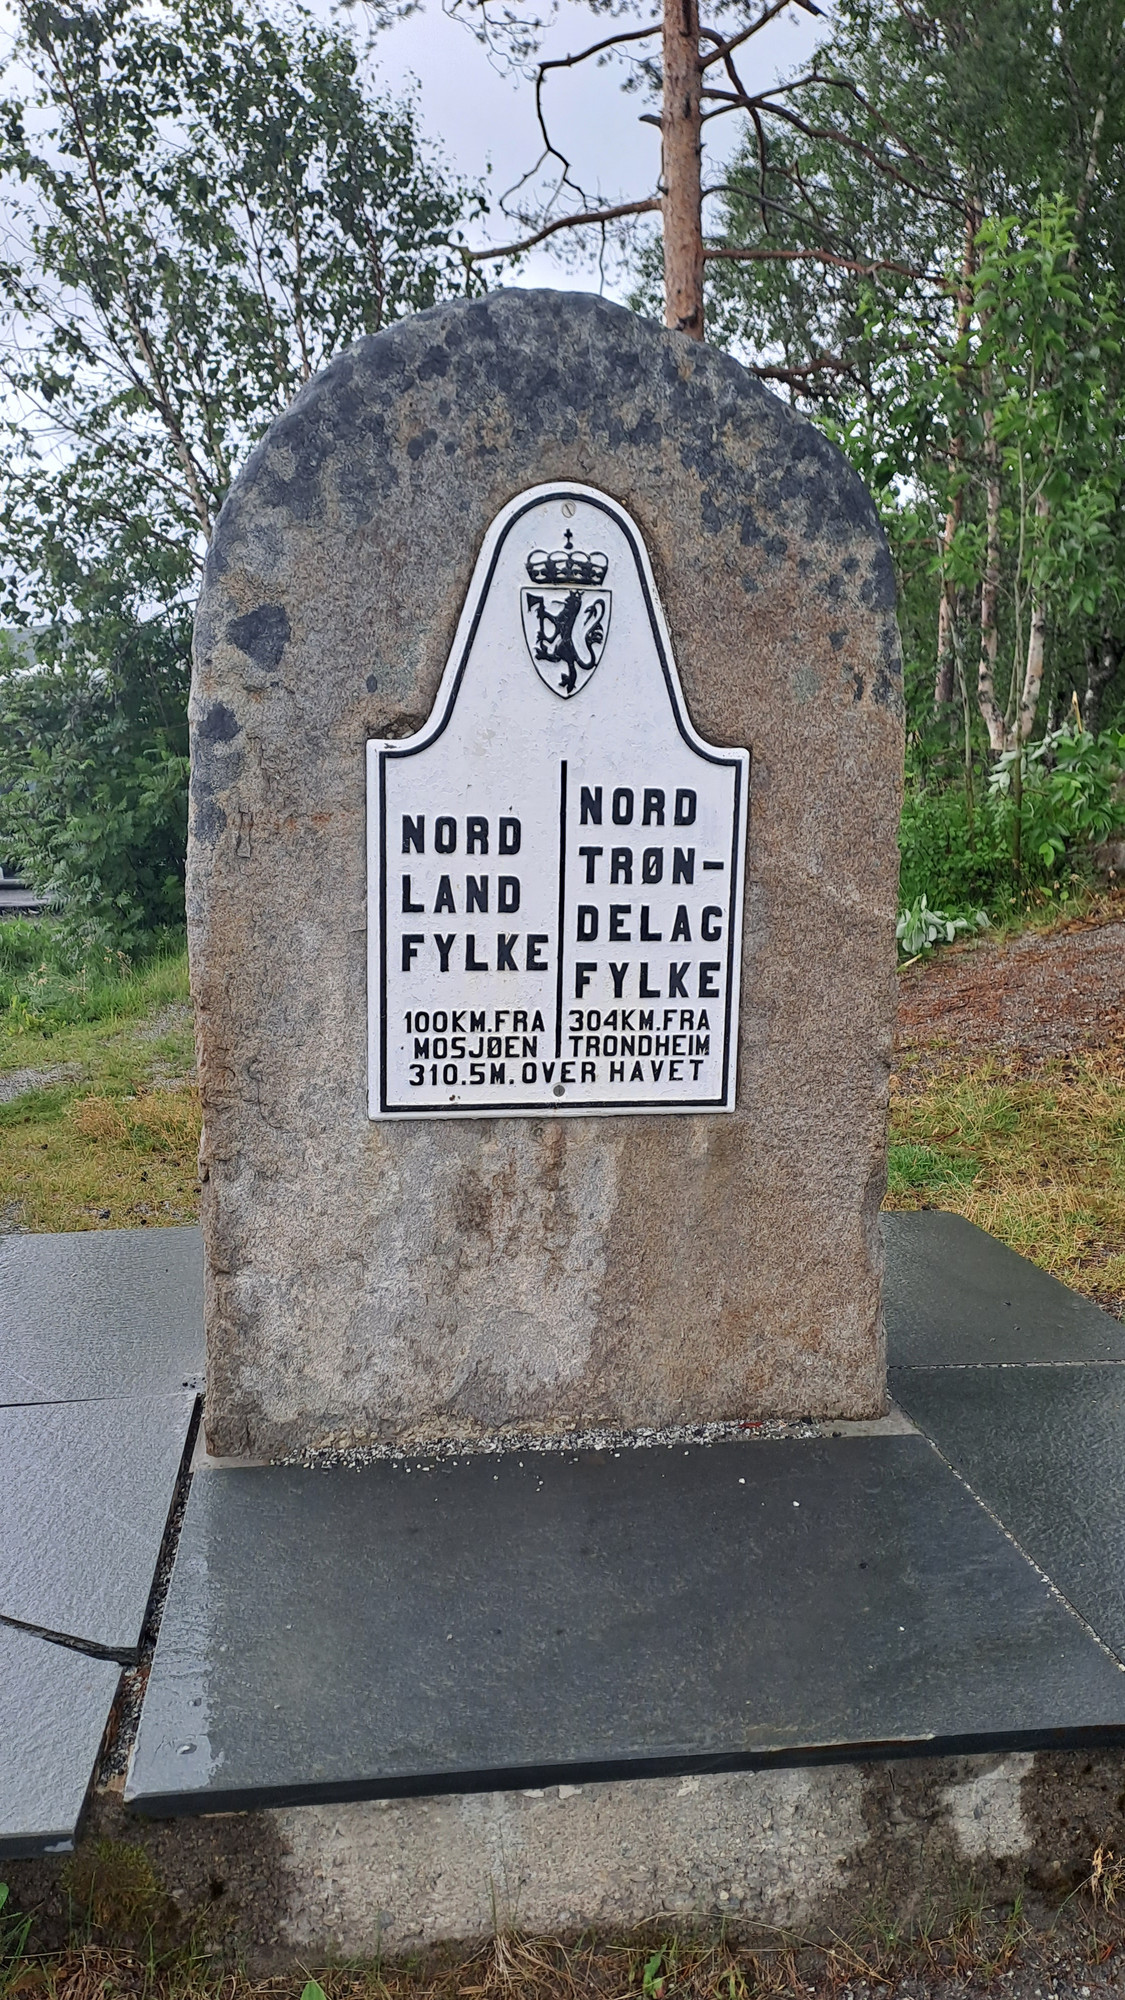 NORD
LAND
FYLKE
100KM.FRA
MOSJØEN
NORD
TRØN-
DELAG
FYLKE
304KM.FRA
TRONDHEIM
310.5M. OVER HAVET